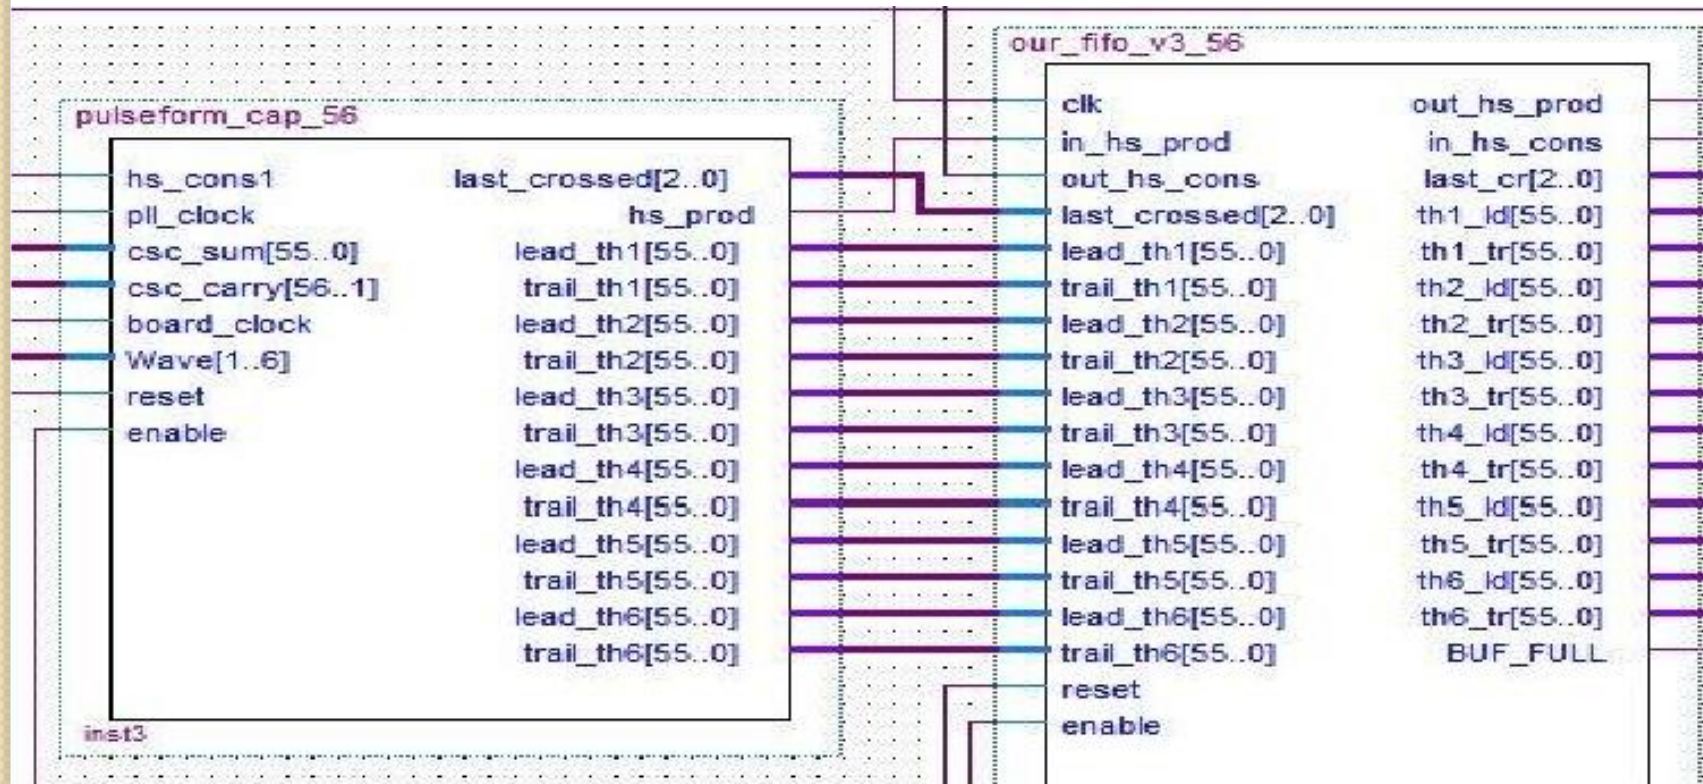 pulseform_cap_56
hs_cons1
pll_clock
csc_sum[55..0]
csc_carry[56..1]
board_clock
Wave[1..6]
reset
enable
last_crossed[2..0]
hs_prod
lead_th1[55..0]
trail_th1[55..0]
lead_th2[55..0]
trail_th2[55..0]
lead_th3[55..0]
trail_th3[55..0]
lead_th4[55..0]
trail_th4[55..0]
lead_th5[55..0]
trail_th5[55..0]
lead_th6[55..0]
trail_th6[55..0]
inst3
our_fifo_v3_56
clk
in_hs_prod
out_hs_cons
last_crossed[2..0]
lead_th1[55..0]
trail_th1[55..0]
lead_th2[55..0]
trail_th2[55..0]
lead_th3[55..0]
trail_th3[55..0]
lead_th4[55..0]
trail_th4[55..0]
lead_th5[55..0]
trail_th5[55..0]
lead_th6[55..0]
trail_th6[55..0]
reset
enable
out_hs_prod
in_hs_cons
last_cr[2..0]
th1_ld[55..0]
th1_tr[55..0]
th2_ld[55..0]
th2_tr[55..0]
th3_ld[55..0]
th3_tr[55..0]
th4_ld[55..0]
th4_tr[55..0]
th5_ld[55..0]
th5_tr[55..0]
th6_ld[55..0]
th6_tr[55..0]
BUF_FULL